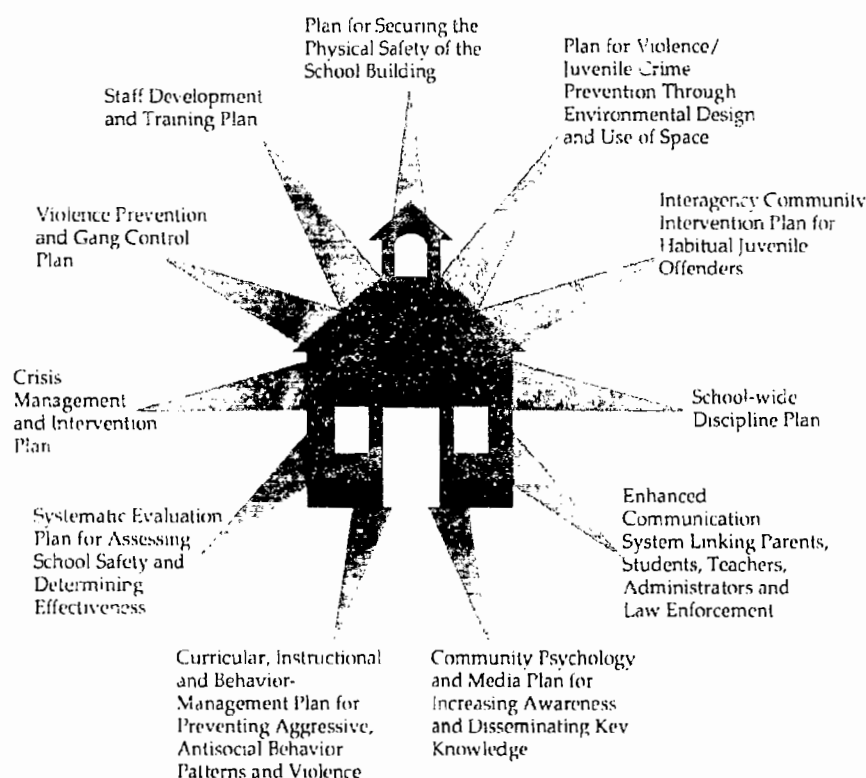 Plan for Securing the
Physical Safety of the
School Building
Plan for Violence/
Juvenile Crime
Prevention Through
Environmental Design
and Use of Space
Staff Development
and Training Plan
Interagency Community
Intervention Plan for
Habitual Juvenile
Offenders
Violence Prevention
and Gang Control
Plan
Crisis
Management
and Intervention
Plan
School-wide
Discipline Plan
Systematic Evaluation
Plan for Assessing
School Safety and
Determining
Effectiveness
Enhanced
Communication
System Linking Parents,
Students, Teachers,
Administrators and
Law Enforcement
Curricular, Instructional
and Behavior-
Management Plan for
Preventing Aggressive,
Antisocial Behavior
Patterns and Violence
Community Psychology
and Media Plan for
Increasing Awareness
and Disseminating Key
Knowledge